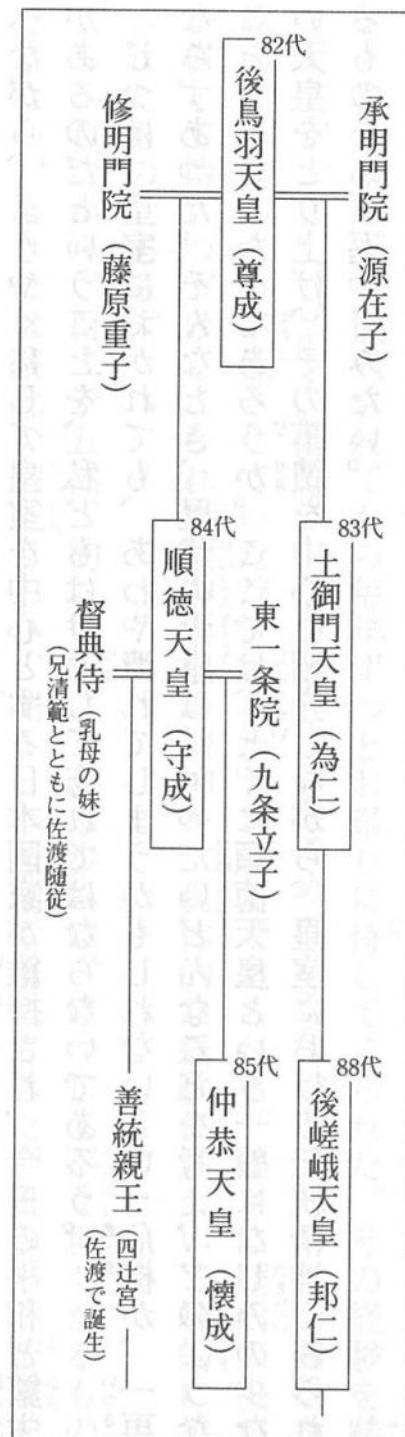 承明門院（源在子）
82代
後鳥羽天皇（尊成）
修明門院（藤原重子）
83代
土御門天皇（為仁）
東一条院（九条立子）
84代
順徳天皇（守成）
督典侍（乳母の妹）
（兄清範とともに佐渡随従）
88代
後嵯峨天皇（邦仁）
85代
仲恭天皇（懐成）
善統親王（四辻宮）
（佐渡で誕生）